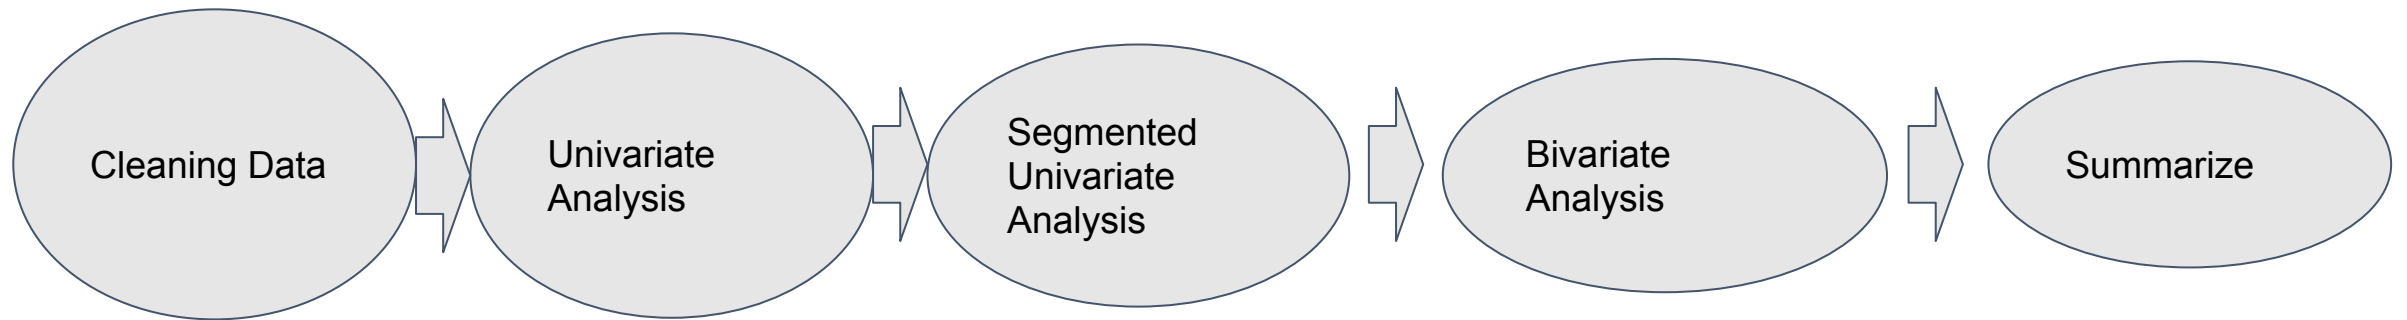 Cleaning Data
Univariate
Analysis
Segmented
Univariate
Analysis
Bivariate
Analysis
Summarize